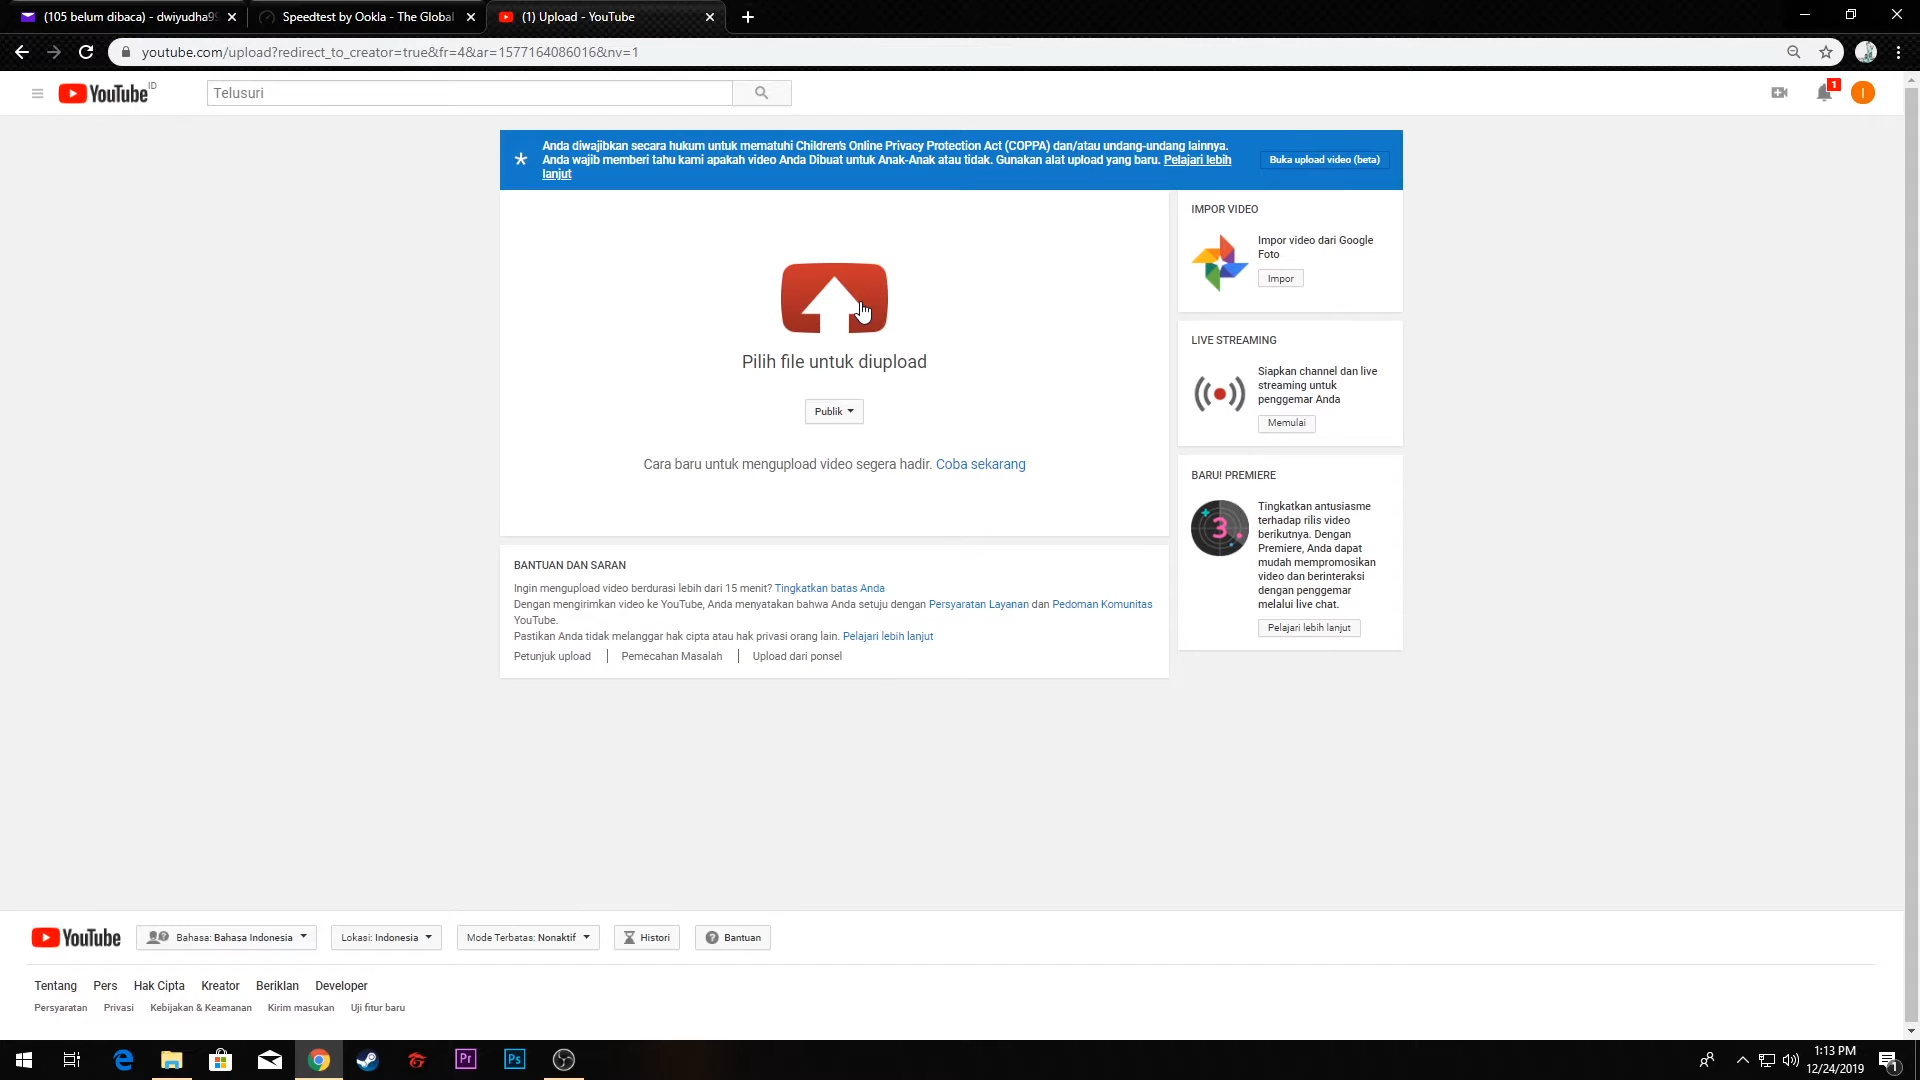 (105 belum dibaca) - dwiyudha99
Speedtest by Ookla - The Global
(1) Upload - YouTube
youtube.com/upload?redirect_to_creator=true&fr=4&ar=1577164086016&nv=1
YouTube ID
Telusuri
1
I
Anda diwajibkan secara hukum untuk mematuhi Children's Online Privacy Protection Act (COPPA) dan/atau undang-undang lainnya.
Anda wajib memberi tahu kami apakah video Anda Dibuat untuk Anak-Anak atau tidak. Gunakan alat upload yang baru. Pelajari lebih
lanjut
Buka upload video (beta)
Pilih file untuk diupload
Publik
Cara baru untuk mengupload video segera hadir. Coba sekarang
IMPOR VIDEO
Impor video dari Google
Foto
Impor
LIVE STREAMING
Siapkan channel dan live
streaming untuk
penggemar Anda
Memulai
BARU! PREMIERE
3
Tingkatkan antusiasme
terhadap rilis video
berikutnya. Dengan
Premiere, Anda dapat
mudah mempromosikan
video dan berinteraksi
dengan penggemar
melalui live chat.
Pelajari lebih lanjut
BANTUAN DAN SARAN
Ingin mengupload video berdurasi lebih dari 15 menit? Tingkatkan batas Anda
Dengan mengirimkan video ke YouTube, Anda menyatakan bahwa Anda setuju dengan Persyaratan Layanan dan Pedoman Komunitas
YouTube.
Pastikan Anda tidak melanggar hak cipta atau hak privasi orang lain. Pelajari lebih lanjut
Petunjuk upload | Pemecahan Masalah | Upload dari ponsel
YouTube
Bahasa: Bahasa Indonesia
Lokasi: Indonesia
Mode Terbatas: Nonaktif
Histori
Bantuan
Tentang Pers Hak Cipta Kreator Beriklan Developer
Persyaratan Privasi Kebijakan & Keamanan Kirim masukan Uji fitur baru
Pr
Ps
1:13 PM
12/24/2019
1